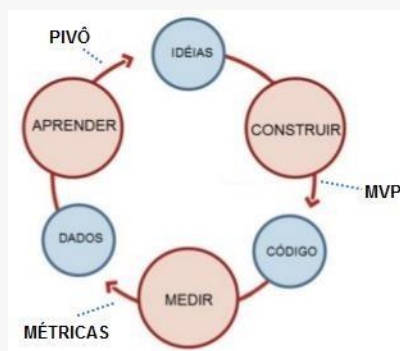 PIVÔ
IDÉIAS
APRENDER
CONSTRUIR
MVP
DADOS
CÓDIGO
MEDIR
MÉTRICAS